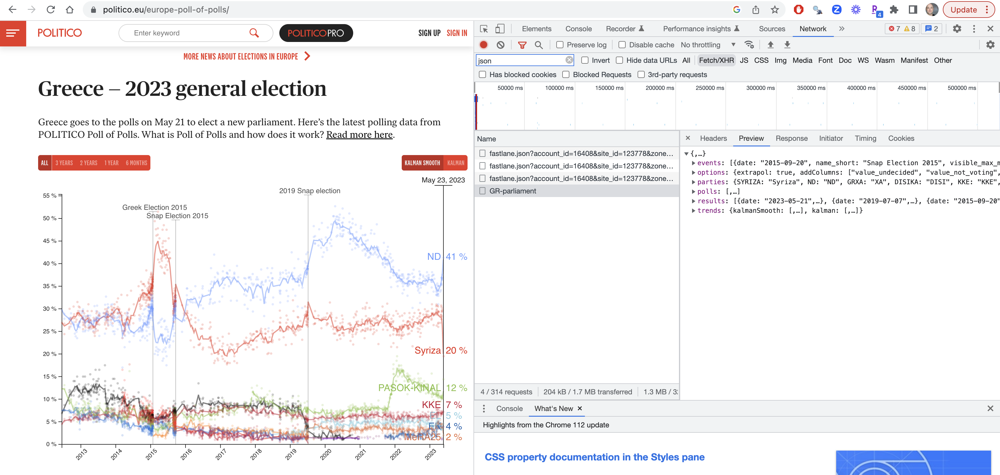 politico.eu/europe-poll-of-polls/
4
Update
POLITICO
Enter keyword
POLITICOPRO
SIGN UP SIGN IN
MORE NEWS ABOUT ELECTIONS IN EUROPE
Greece – 2023 general election
Greece goes to the polls on May 21 to elect a new parliament. Here’s the latest polling data from
POLITICO Poll of Polls. What is Poll of Polls and how does it work? Read more here.
ALL 3 YEARS 2 YEARS 1 YEAR 6 MONTHS
KALMAN SMOOTH KALMAN
May 23, 2023
2019 Snap election
Greek Election 2015
Snap Election 2015
55 %
50 %
45 %
40 %
35 %
30 %
25 %
20 %
15 %
10 %
5 %
0 %
ND 41 %
Syriza 20 %
PASOK-KINAL 12 %
KKE 7 %
EL 5 %
EK 4 %
MeRA25 2 %
2013 2014 2015 2016 2017 2018 2019 2020 2021 2022 2023
Elements Console Recorder Performance insights Sources Network 7 8 2
Preserve log Disable cache No throttling
json Invert Hide data URLs All Fetch/XHR JS CSS Img Media Font Doc WS Wasm Manifest Other
Has blocked cookies Blocked Requests 3rd-party requests
50000 ms 100000 ms 150000 ms 200000 ms 250000 ms 300000 ms 350000 ms 400000 ms 450000 ms 500000 ms
Name
fastlane.json?account_id=16408&site_id=123778&zone...
fastlane.json?account_id=16408&site_id=123778&zone...
fastlane.json?account_id=16408&site_id=123778&zone...
GR-parliament
4 / 314 requests 204 kB / 1.7 MB transferred 1.3 MB / 3
Headers Preview Response Initiator Timing Cookies
{,…}
events: [{date: "2015-09-20", name_short: "Snap Election 2015", visible_max_m
options: {extrapol: true, addColumns: ["value_undecided", "value_not_voting",
parties: {SYRIZA: "Syriza", ND: "ND", GRXA: "XA", DISIKA: "DISI", KKE: "KKE",
polls: [,…]
results: [{date: "2023-05-21",…}, {date: "2019-07-07",…}, {date: "2015-09-20"
trends: {kalmanSmooth: [,…], kalman: [,…]}
Console What's New
Highlights from the Chrome 112 update
CSS property documentation in the Styles pane